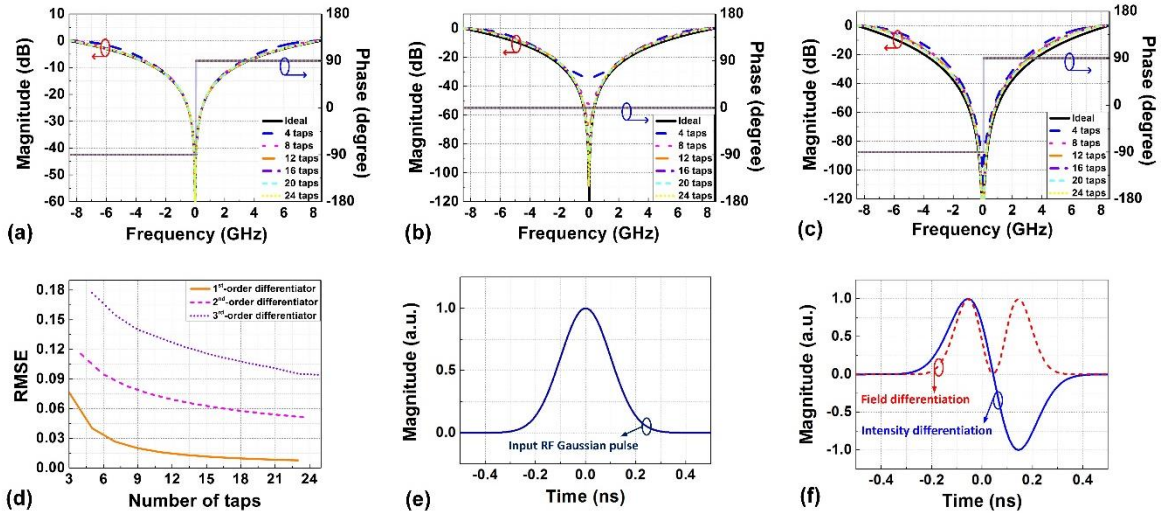 10
0
-10
-20
-30
-40
-50
-60
Magnitude (dB)
180
90
0
-90
-180
Phase (degree)
Ideal
4 taps
8 taps
12 taps
16 taps
20 taps
24 taps
-8 -6 -4 -2 0 2 4 6 8
Frequency (GHz)
(a)
0
-20
-40
-60
-80
-100
-120
Magnitude (dB)
180
90
0
-90
-180
Phase (degree)
Ideal
4 taps
8 taps
12 taps
16 taps
20 taps
24 taps
-8 -6 -4 -2 0 2 4 6 8
Frequency (GHz)
(b)
0
-20
-40
-60
-80
-100
-120
Magnitude (dB)
180
90
0
-90
-180
Phase (degree)
Ideal
4 taps
8 taps
12 taps
16 taps
20 taps
24 taps
-8 -6 -4 -2 0 2 4 6 8
Frequency (GHz)
(c)
0.18
0.15
0.12
0.09
0.06
0.03
0.00
RMSE
1st-order differentiator
2nd-order differentiator
3rd-order differentiator
3 6 9 12 15 18 21 24
Number of taps
(d)
1.0
0.5
0.0
Magnitude (a.u.)
Input RF Gaussian pulse
-0.4 -0.2 0.0 0.2 0.4
Time (ns)
(e)
1.0
0.5
0.0
-0.5
-1.0
Magnitude (a.u.)
Field differentiation
Intensity differentiation
-0.4 -0.2 0.0 0.2 0.4
Time (ns)
(f)